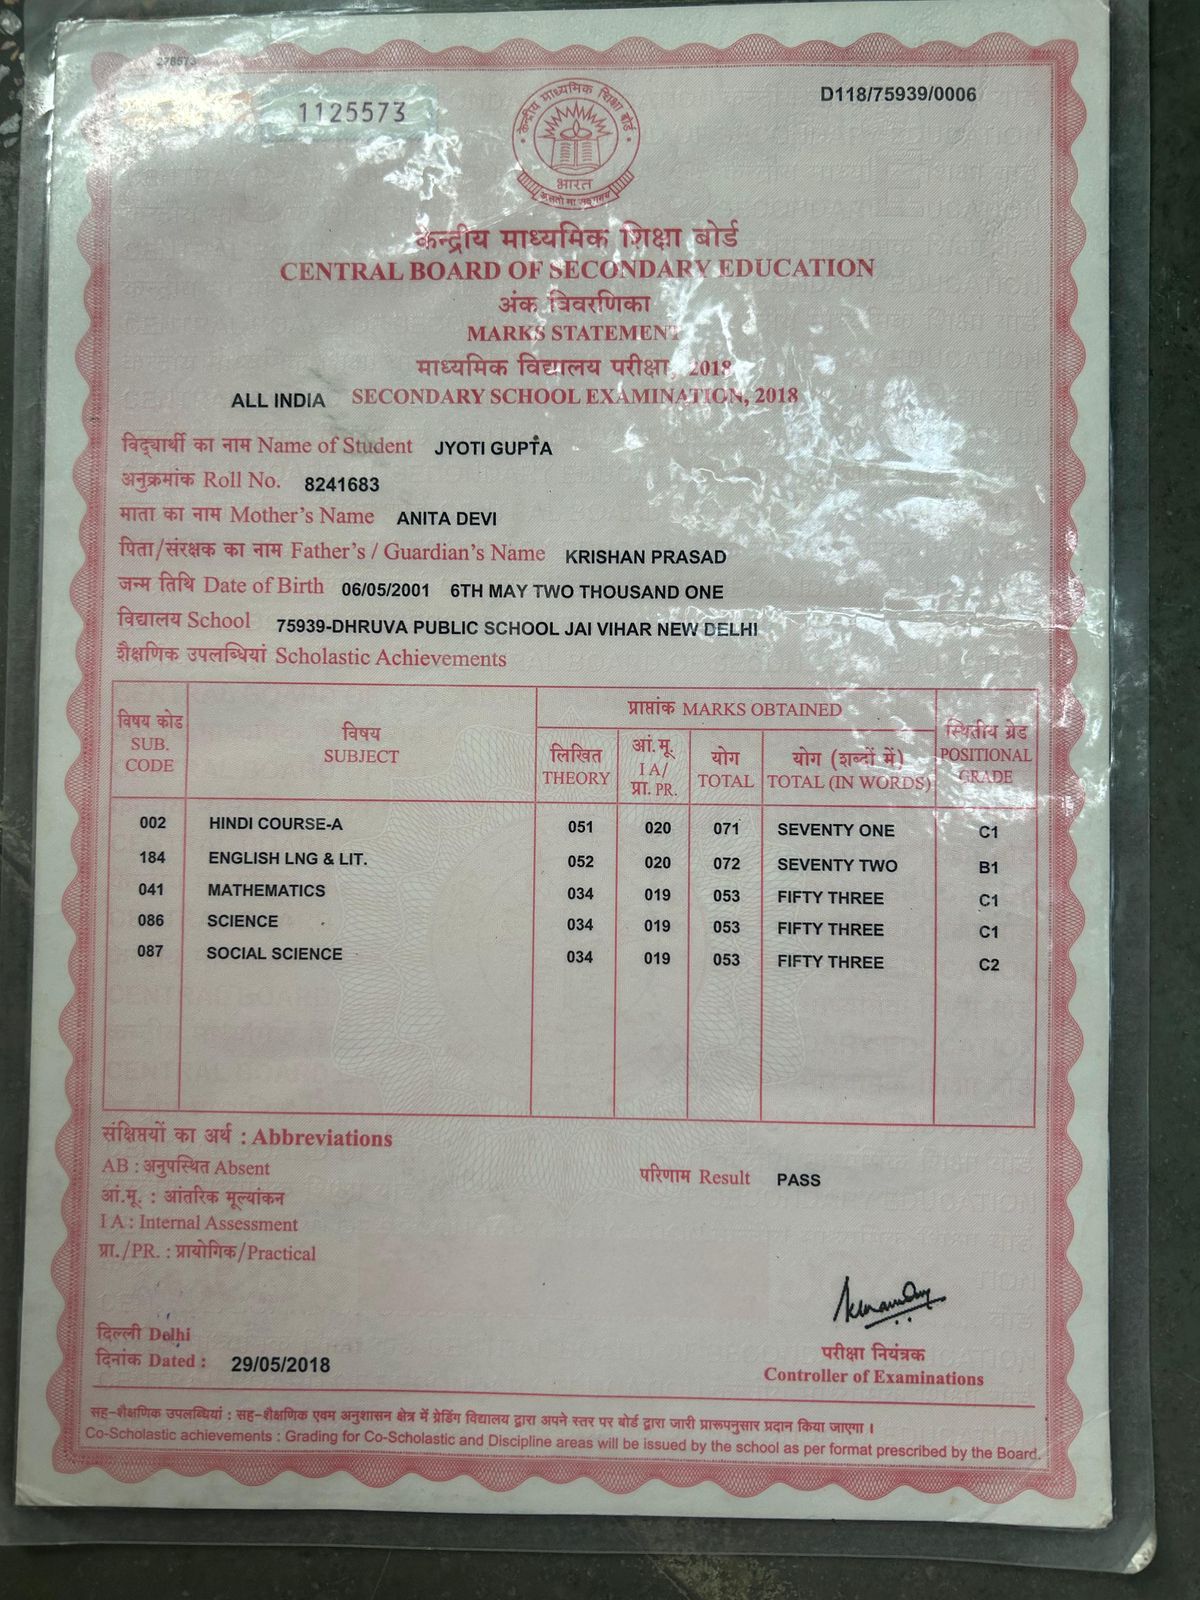 278573
1125573
D118/75939/0006
केन्द्रीय माध्यमिक शिक्षा बोर्ड
भारत
असतो मा सद्गमय
केन्द्रीय माध्यमिक शिक्षा बोर्ड
CENTRAL BOARD OF SECONDARY EDUCATION
अंक विवरणिका
MARKS STATEMENT
माध्यमिक विद्यालय परीक्षा, 2018
ALL INDIA SECONDARY SCHOOL EXAMINATION, 2018
विद्यार्थी का नाम Name of Student JYOTI GUPTA
अनुक्रमांक Roll No. 8241683
माता का नाम Mother's Name ANITA DEVI
पिता/संरक्षक का नाम Father's / Guardian's Name KRISHAN PRASAD
जन्म तिथि Date of Birth 06/05/2001 6TH MAY TWO THOUSAND ONE
विद्यालय School 75939-DHRUVA PUBLIC SCHOOL JAI VIHAR NEW DELHI
शैक्षणिक उपलब्धियां Scholastic Achievements
विषय कोड SUB. CODE
विषय SUBJECT
प्राप्तांक MARKS OBTAINED
लिखित THEORY
आं.मू. I A/ प्रा. PR.
योग TOTAL
योग (शब्दों में) TOTAL (IN WORDS)
स्थितीय ग्रेड POSITIONAL GRADE
002 HINDI COURSE-A 051 020 071 SEVENTY ONE C1
184 ENGLISH LNG & LIT. 052 020 072 SEVENTY TWO B1
041 MATHEMATICS 034 019 053 FIFTY THREE C1
086 SCIENCE 034 019 053 FIFTY THREE C1
087 SOCIAL SCIENCE 034 019 053 FIFTY THREE C2
संक्षिप्तयों का अर्थ : Abbreviations
AB : अनुपस्थित Absent
परिणाम Result PASS
आं.मू. : आंतरिक मूल्यांकन
I A : Internal Assessment
प्रा./PR. : प्रायोगिक/Practical
दिल्ली Delhi
दिनांक Dated : 29/05/2018
परीक्षा नियंत्रक
Controller of Examinations
सह-शैक्षणिक उपलब्धियां : सह-शैक्षणिक एवम अनुशासन क्षेत्र में ग्रेडिंग विद्यालय द्वारा अपने स्तर पर बोर्ड द्वारा जारी प्रारूपनुसार प्रदान किया जाएगा ।
Co-Scholastic achievements : Grading for Co-Scholastic and Discipline areas will be issued by the school as per format prescribed by the Board.